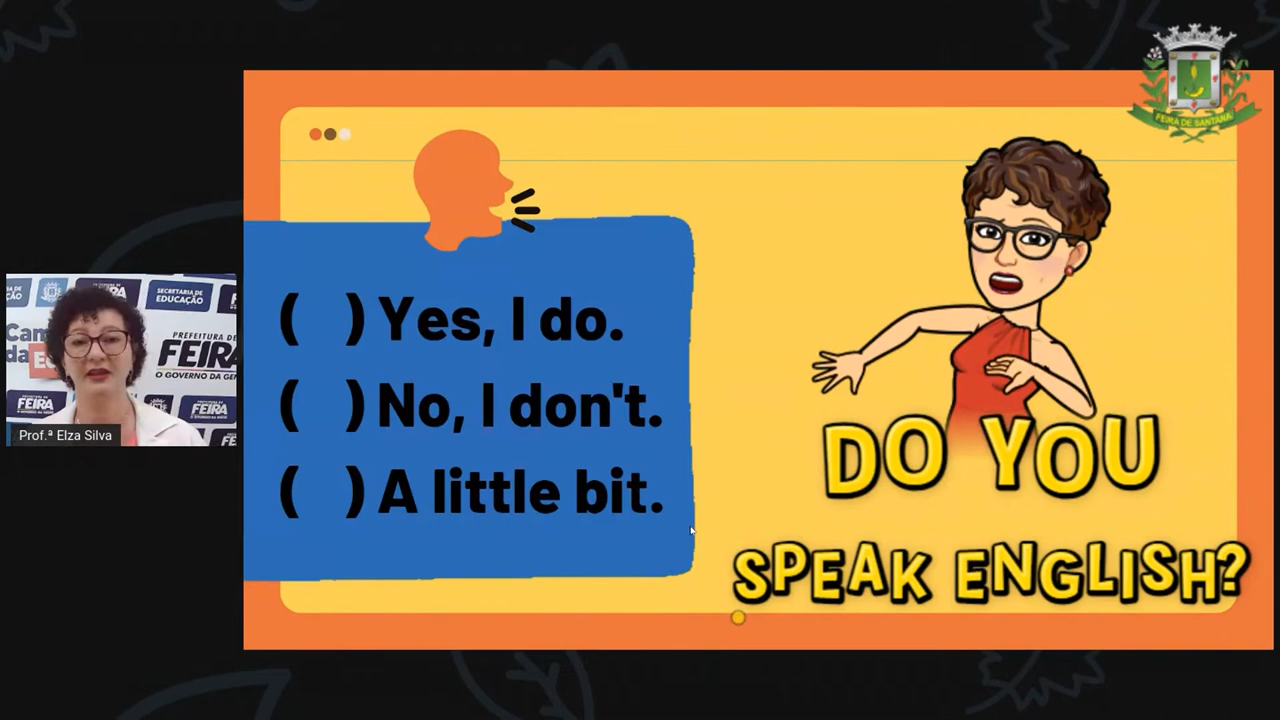 FEIRA DE SANTANA
( ) Yes, I do.
( ) No, I don't.
( ) A little bit.
DO YOU
SPEAK ENGLISH?
SECRETARIA DE
EDUCAÇÃO
PREFEITURA DE
FEIRA
O GOVERNO DA GEN
FEIRA
FEIRA
Prof.ª Elza Silva